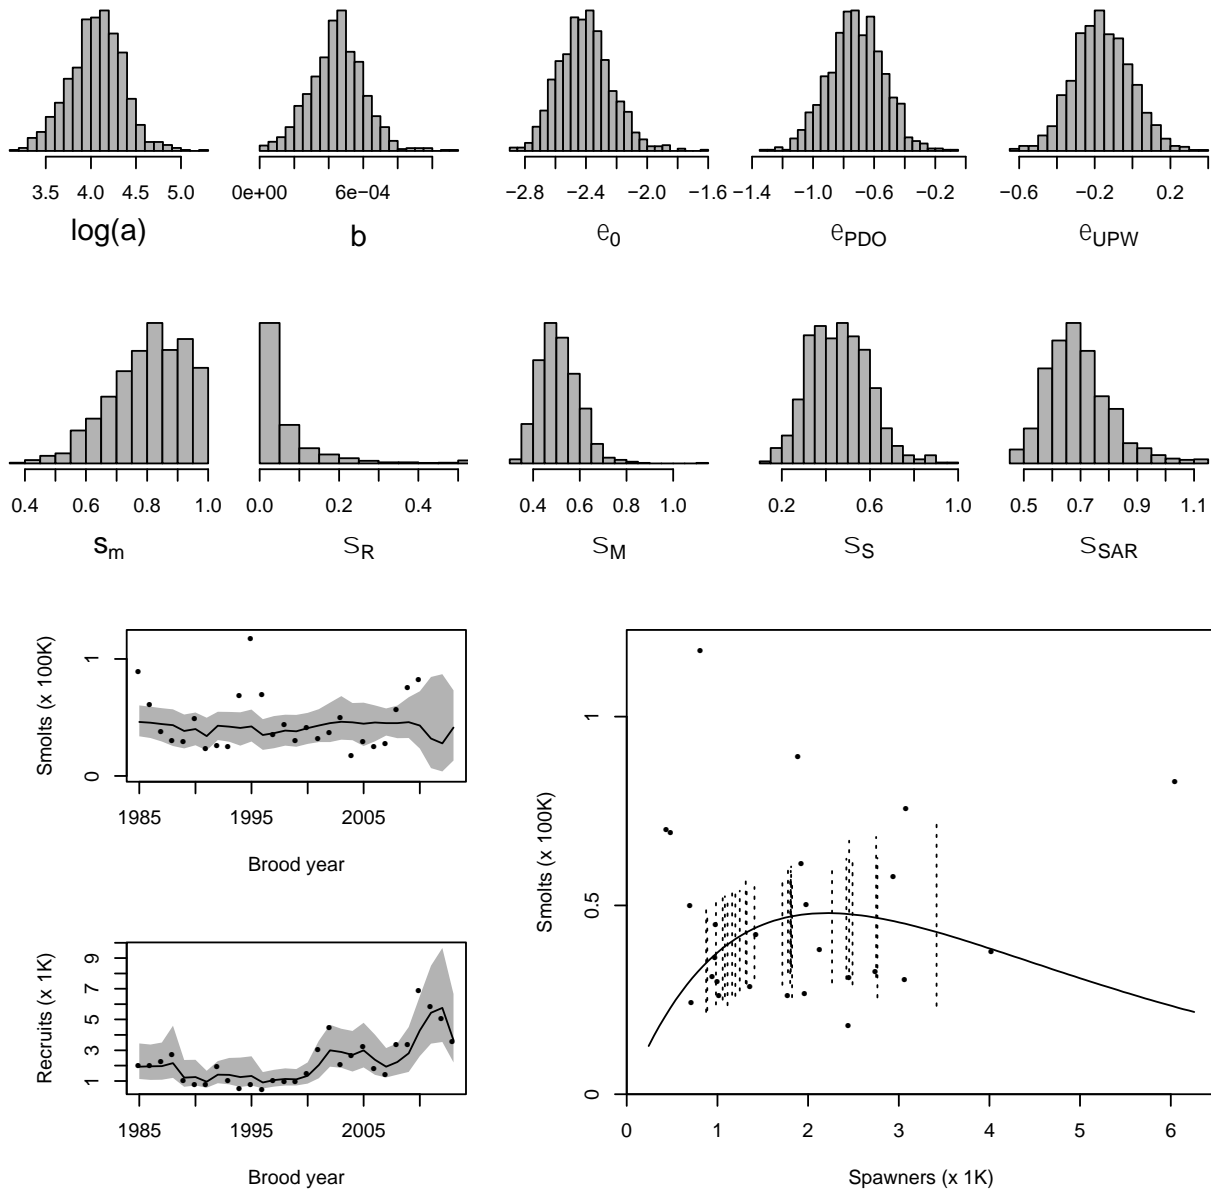 3.5 4.0 4.5 5.0
log(a)
0e+00 6e-04
b
−2.8 −2.4 −2.0 −1.6
e0
−1.4 −1.0 −0.6 −0.2
ePDO
−0.6 −0.2 0.2
eUPW
0.4 0.6 0.8 1.0
sm
0.0 0.2 0.4
SR
0.4 0.6 0.8 1.0
SM
0.2 0.6 1.0
SS
0.5 0.7 0.9 1.1
SSAR
Smolts (x 100K)
0 1
1985 1995 2005
Brood year
Recruits (x 1K)
1 3 5 7 9
1985 1995 2005
Brood year
Smolts (x 100K)
0 0.5 1
0 1 2 3 4 5 6
Spawners (x 1K)